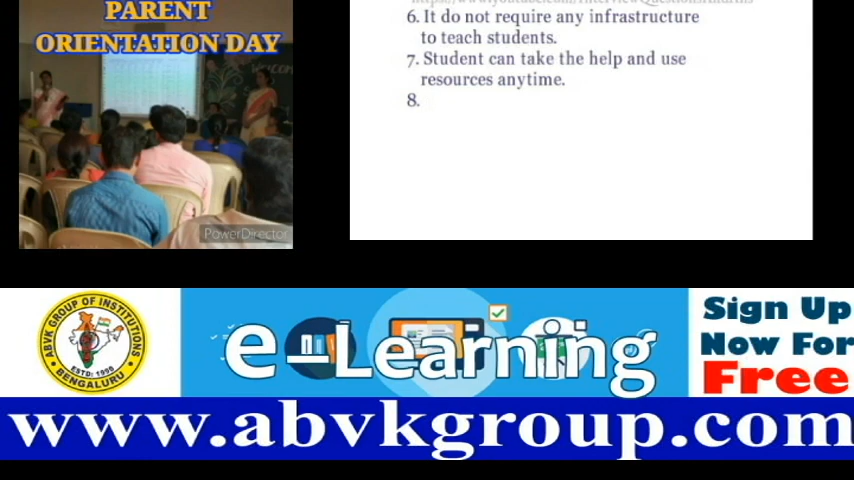 PARENT
ORIENTATION DAY
PowerDirector
6. It do not require any infrastructure
to teach students.
7. Student can take the help and use
resources anytime.
8.
ABVK GROUP OF INSTITUTIONS
ESTD: 1998
BENGALURU
e-Learning
Sign Up
Now For
Free
www.abvkgroup.com